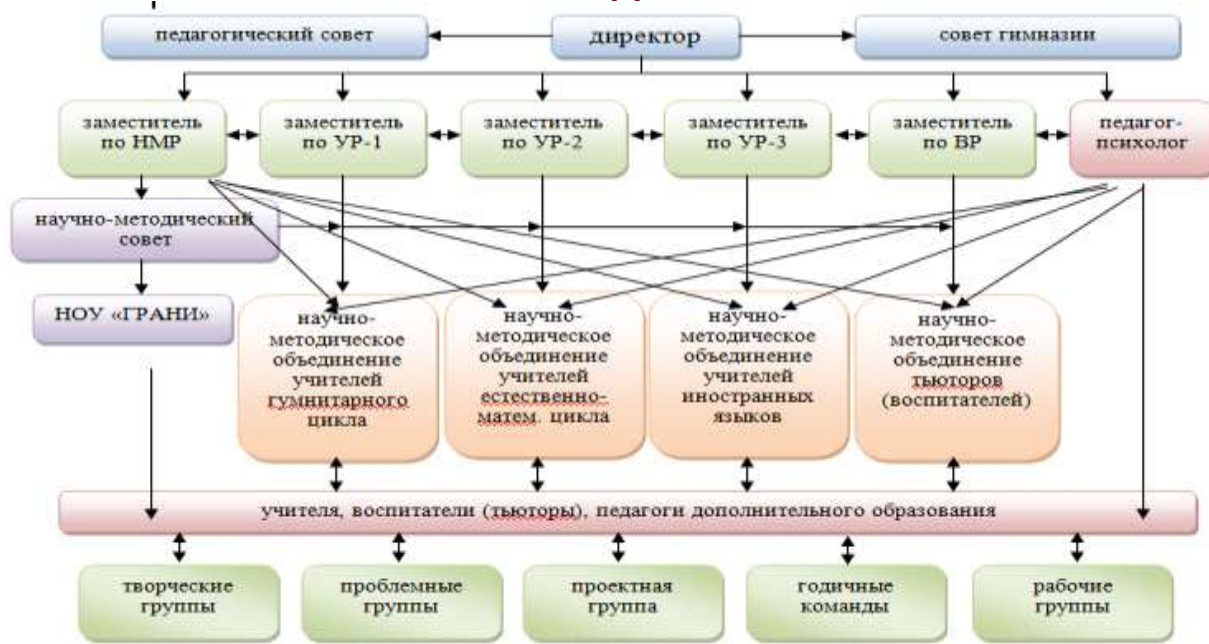 педагогический совет
директор
совет гимназии
заместитель
по НМР
заместитель
по УР-1
заместитель
по УР-2
заместитель
по УР-3
заместитель
по ВР
педагог-
психолог
научно-методический
совет
НОУ «ГРАНИ»
научно-
методическое
объединение
учителей
гумнитарного
цикла
научно-
методическое
объединение
учителей
естественно-
матем. цикла
научно-
методическое
объединение
учителей
иностранных
языков
научно-
методическое
объединение
тьюторов
(воспитателей)
учителя, воспитатели (тьюторы), педагоги дополнительного образования
творческие
группы
проблемные
группы
проектная
группа
годичные
команды
рабочие
группы